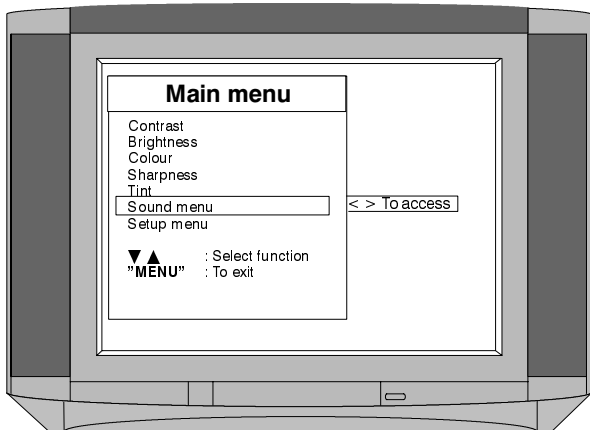 Main menu
Contrast
Brightness
Colour
Sharpness
Tint
Sound menu
< > To access
Setup menu
▼ ▲ : Select function
"MENU" : To exit